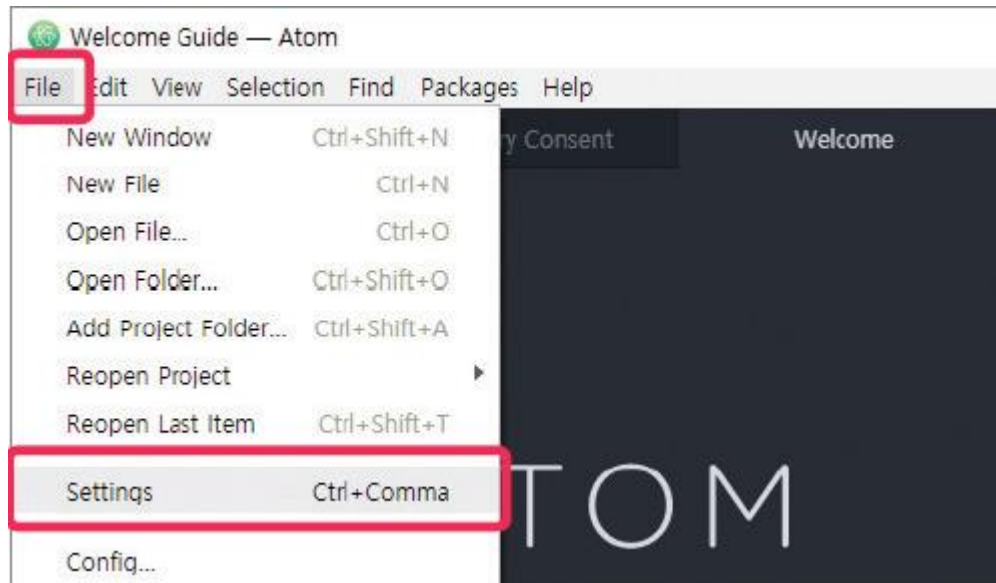 Welcome Guide — Atom
File Edit View Selection Find Packages Help
New Window Ctrl+Shift+N
y Consent Welcome
New File Ctrl+N
Open File... Ctrl+O
Open Folder... Ctrl+Shift+O
Add Project Folder... Ctrl+Shift+A
Reopen Project
Reopen Last Item Ctrl+Shift+T
Settings Ctrl+Comma
TOM
Config...